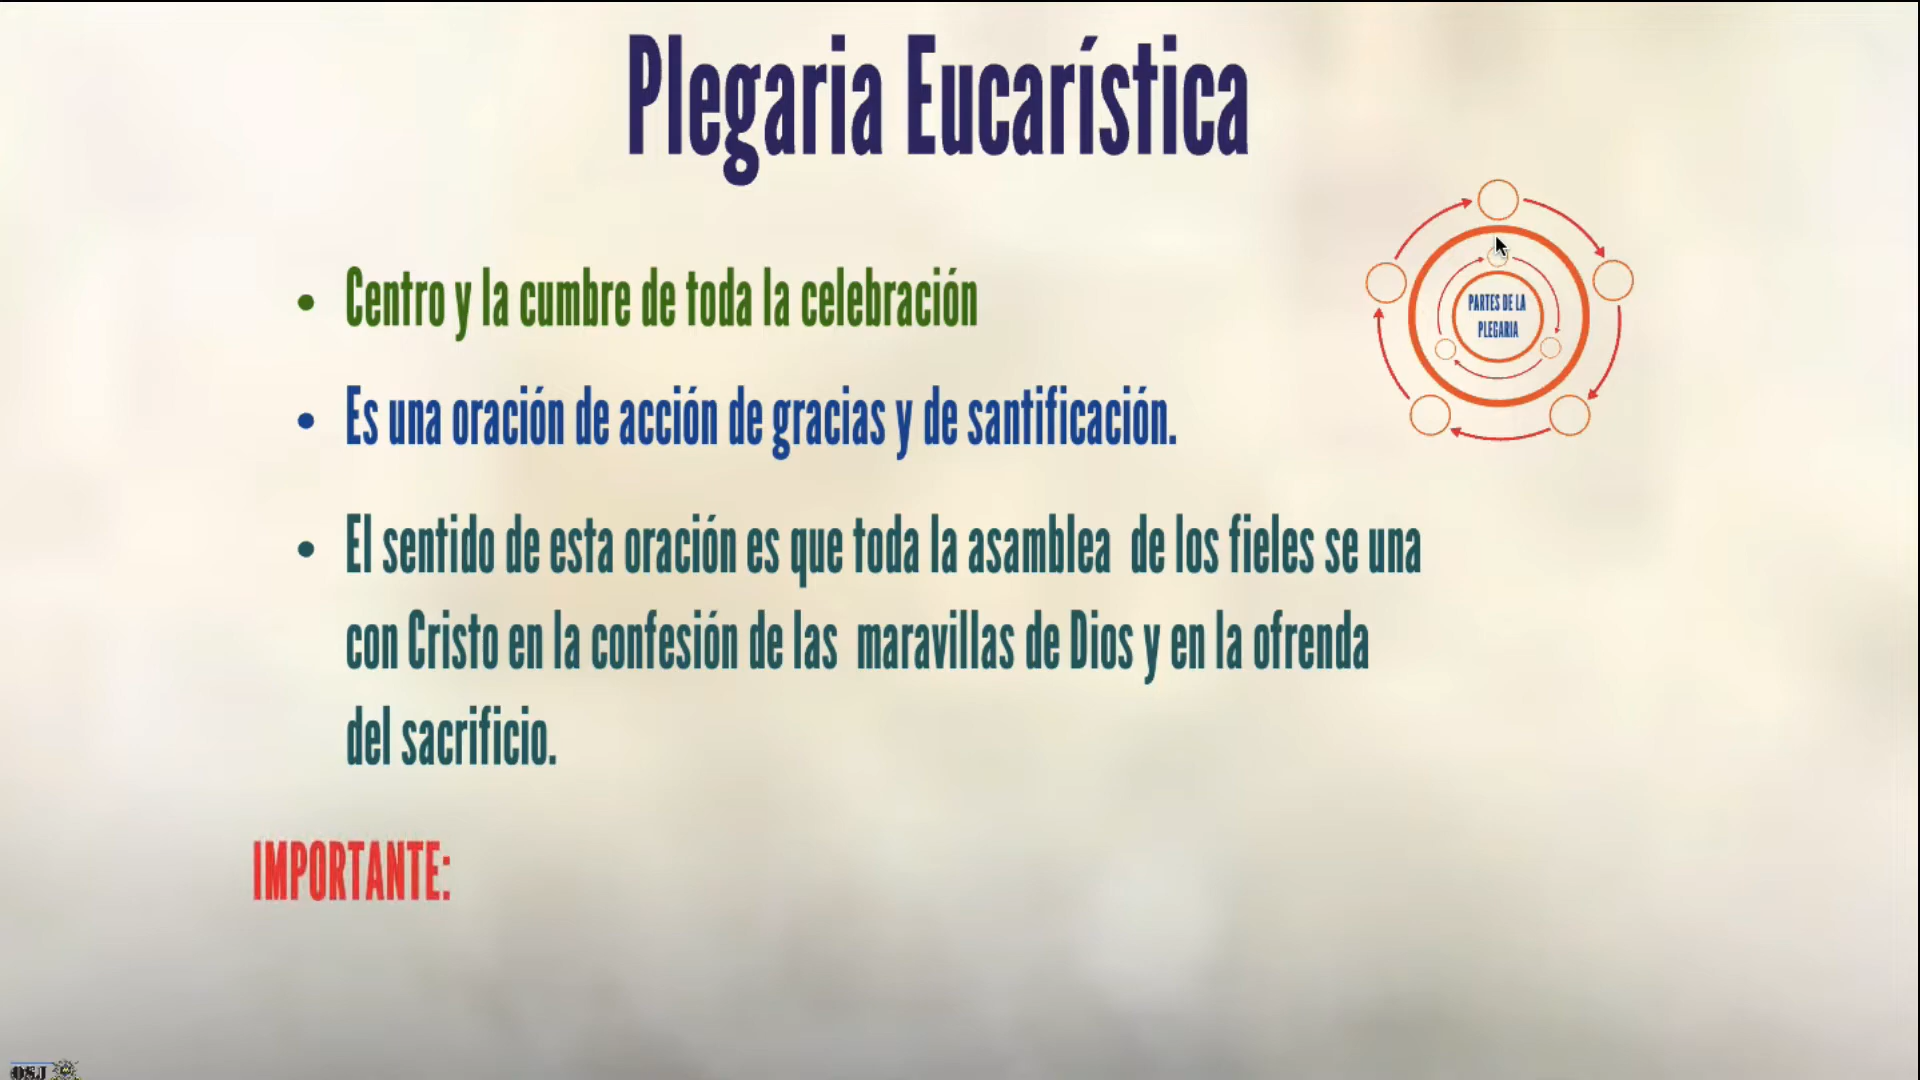 Plegaria Eucarística
PARTES DE LA
PLEGARIA
• Centro y la cumbre de toda la celebración
• Es una oración de acción de gracias y de santificación.
• El sentido de esta oración es que toda la asamblea de los fieles se una
con Cristo en la confesión de las maravillas de Dios y en la ofrenda
del sacrificio.
IMPORTANTE:
OSJ